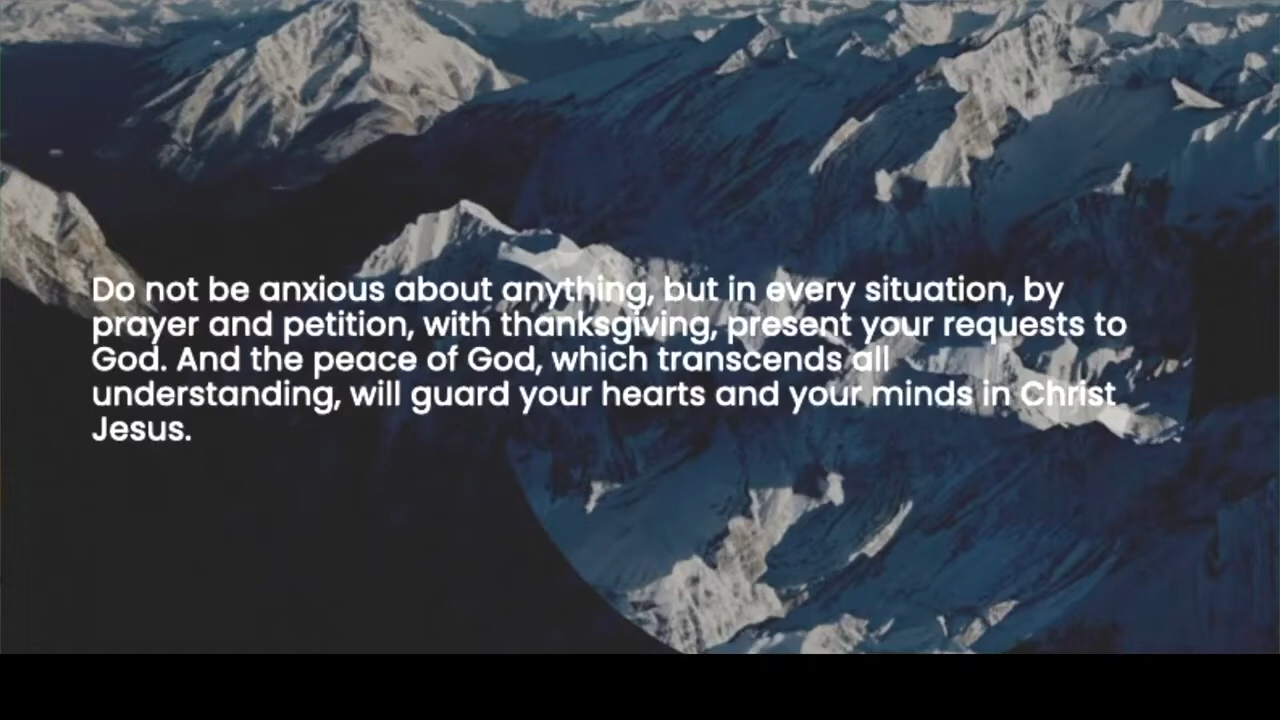 Do not be anxious about anything, but in every situation, by
prayer and petition, with thanksgiving, present your requests to
God. And the peace of God, which transcends all
understanding, will guard your hearts and your minds in Christ
Jesus.